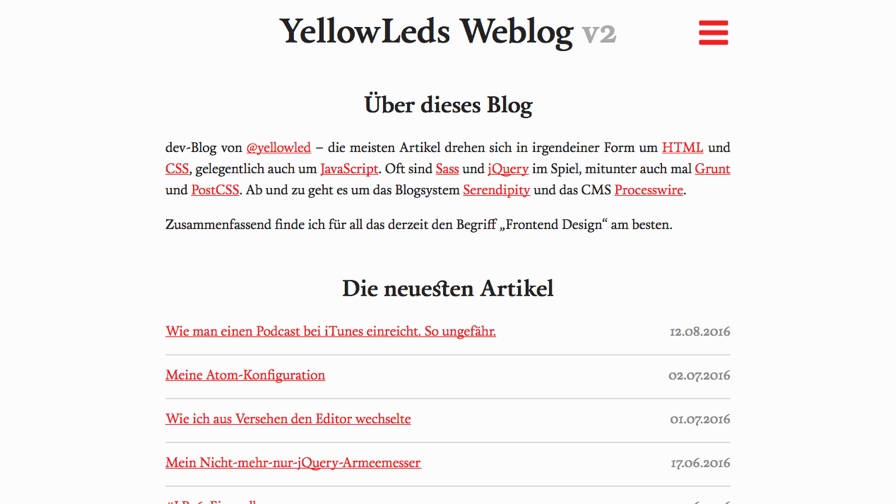 YellowLeds Weblog v2
Über dieses Blog
dev-Blog von @yellowled – die meisten Artikel drehen sich in irgendeiner Form um HTML und
CSS, gelegentlich auch um JavaScript. Oft sind Sass und jQuery im Spiel, mitunter auch mal Grunt
und PostCSS. Ab und zu geht es um das Blogsystem Serendipity und das CMS Processwire.
Zusammenfassend finde ich für all das derzeit den Begriff „Frontend Design“ am besten.
Die neuesten Artikel
Wie man einen Podcast bei iTunes einreicht. So ungefähr. 12.08.2016
Meine Atom-Konfiguration 02.07.2016
Wie ich aus Versehen den Editor wechselte 01.07.2016
Mein Nicht-mehr-nur-jQuery-Armeemesser 17.06.2016